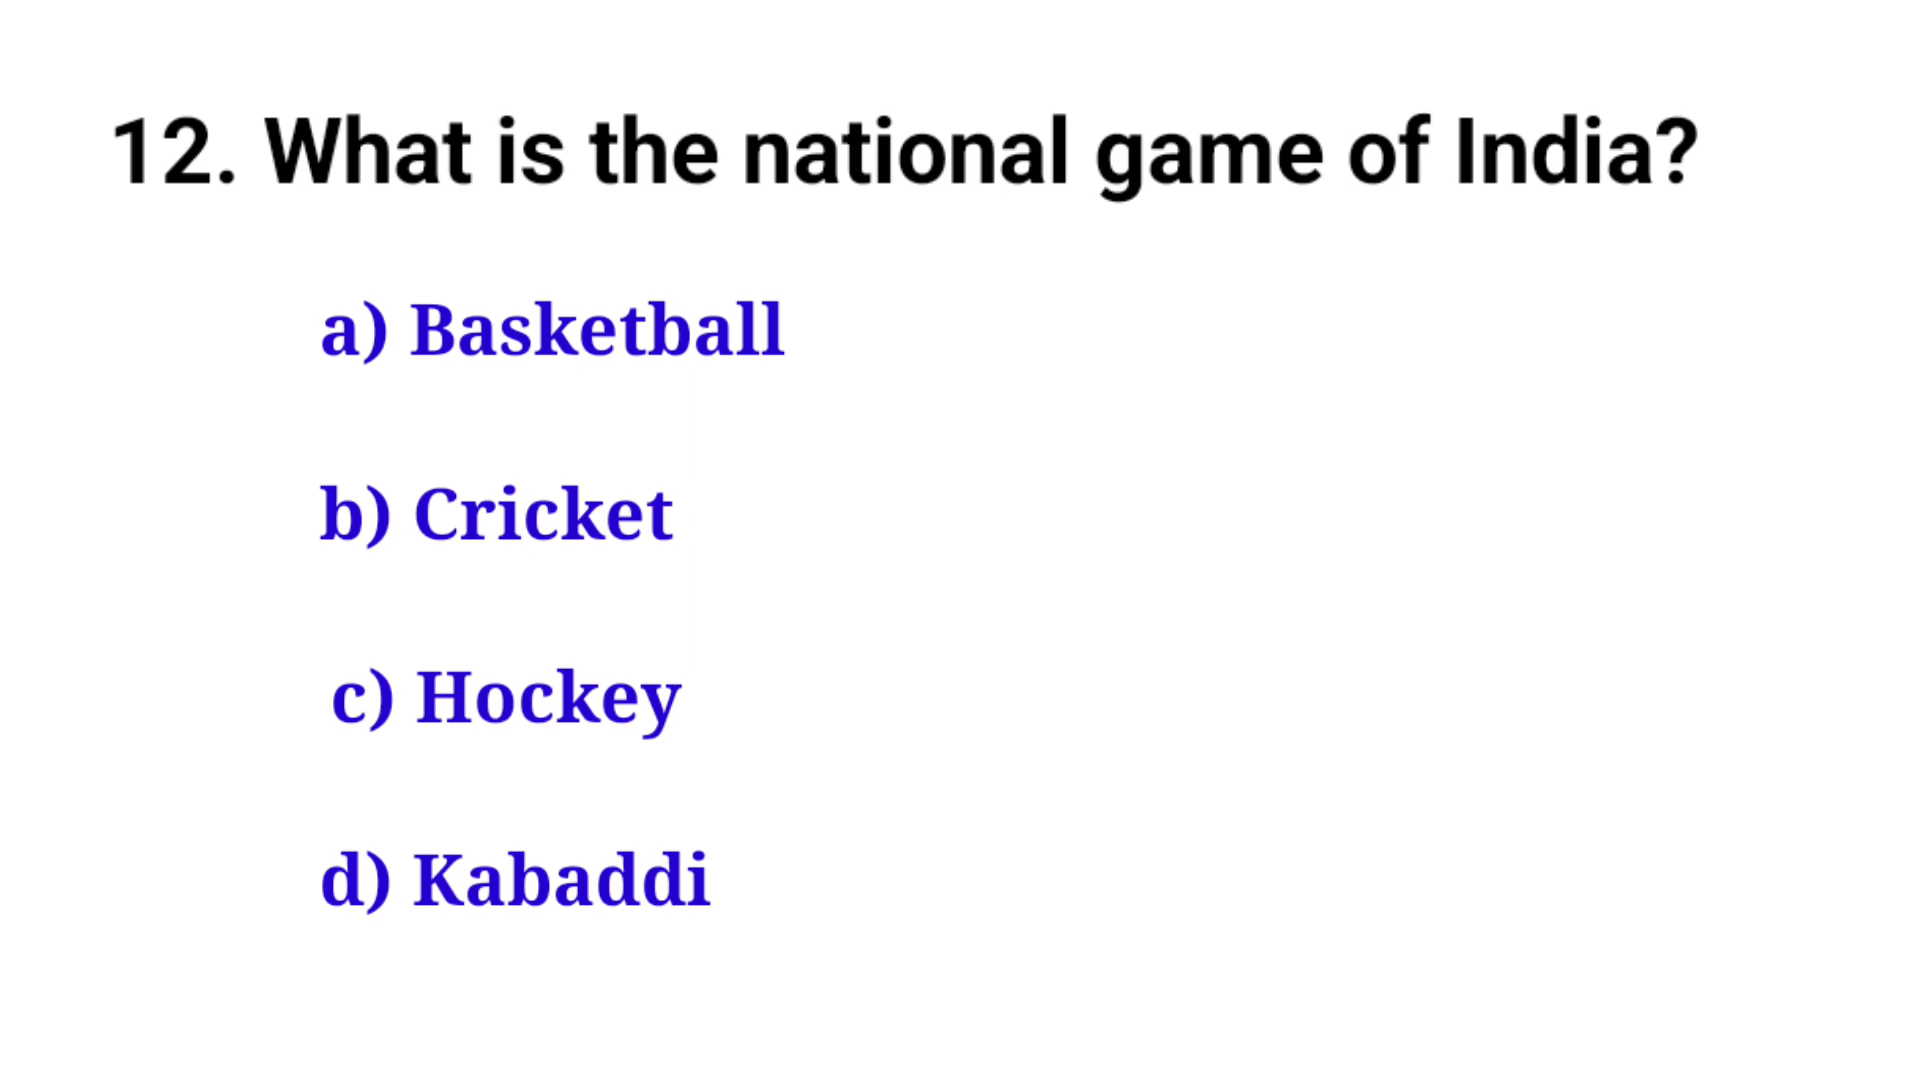 12. What is the national game of India?
a) Basketball
b) Cricket
c) Hockey
d) Kabaddi